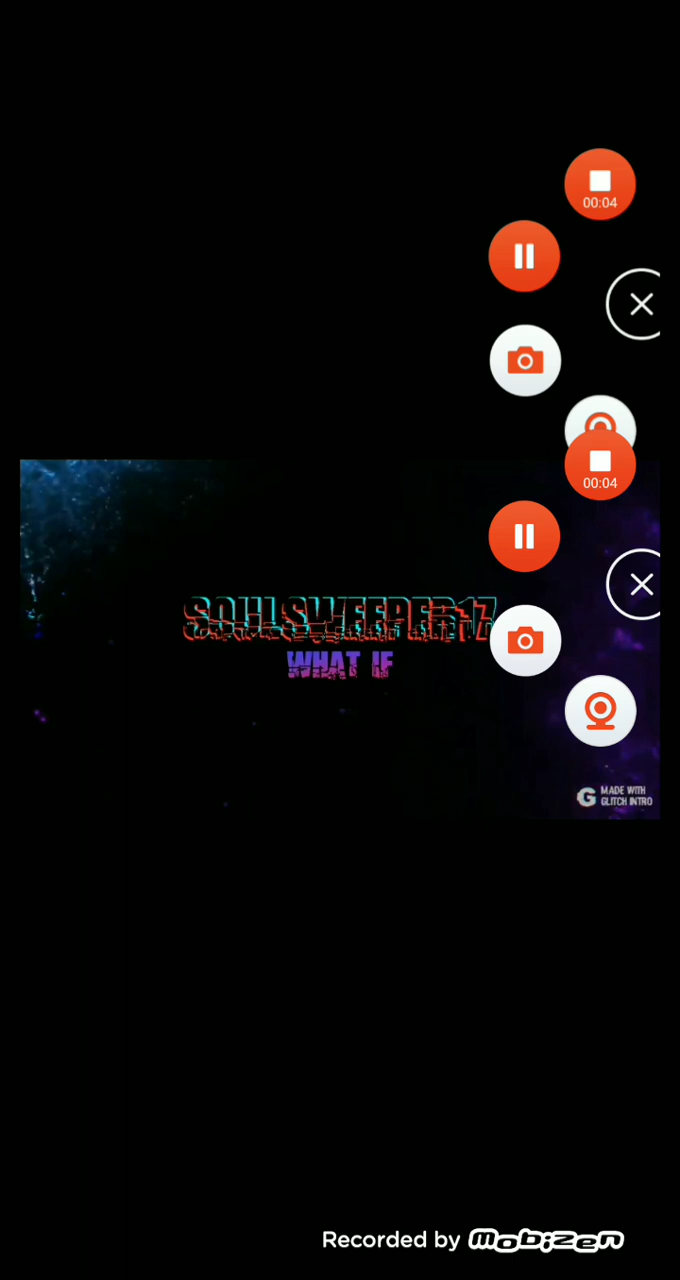 00:04
00:04
SOULSWEEPER17
WHAT IF
G MADE WITH
GLITCH INTRO
Recorded by mobizen